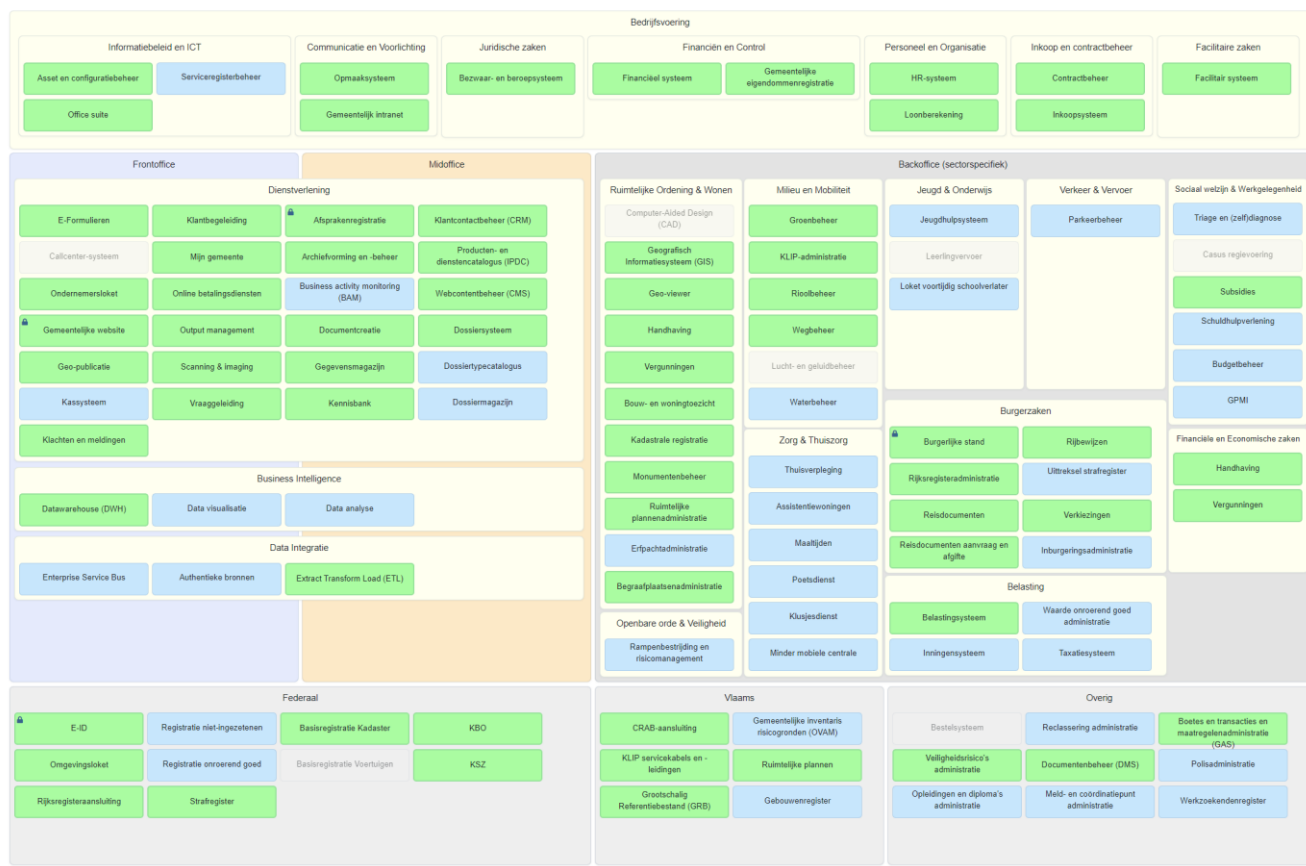 Bedrijfsvoering
Informatiebeleid en ICT
Asset en configuratiebeheer
Serviceregisterbeheer
Office suite
Communicatie en Voorlichting
Opmaaksysteem
Gemeentelijk intranet
Juridische zaken
Bezwaar- en beroepsysteem
Financiën en Control
Financiëel systeem
Gemeentelijke
eigendommenregistratie
Personeel en Organisatie
HR-systeem
Loonberekening
Inkoop en contractbeheer
Contractbeheer
Inkoopsysteem
Facilitaire zaken
Facilitair systeem
Frontoffice
Midoffice
Dienstverlening
E-Formulieren
Klantbegeleiding
Afsprakenregistratie
Klantcontactbeheer (CRM)
Callcenter-systeem
Mijn gemeente
Archiefvorming en -beheer
Producten- en
dienstencatalogus (IPDC)
Ondernemersloket
Online betalingsdiensten
Business activity monitoring
(BAM)
Webcontentbeheer (CMS)
Gemeentelijke website
Output management
Documentcreatie
Dossiersysteem
Geo-publicatie
Scanning & imaging
Gegevensmagazijn
Dossiertypecatalogus
Kassysteem
Vraaggeleiding
Kennisbank
Dossiermagazijn
Klachten en meldingen
Business Intelligence
Datawarehouse (DWH)
Data visualisatie
Data analyse
Data Integratie
Enterprise Service Bus
Authentieke bronnen
Extract Transform Load (ETL)
Backoffice (sectorspecifiek)
Ruimtelijke Ordening & Wonen
Computer-Aided Design
(CAD)
Geografisch
Informatiesysteem (GIS)
Geo-viewer
Handhaving
Vergunningen
Bouw- en woningtoezicht
Kadastrale registratie
Monumentenbeheer
Ruimtelijke
plannenadministratie
Erfpachtadministratie
Begraafplaatsenadministratie
Openbare orde & Veiligheid
Rampenbestrijding en
risicomanagement
Milieu en Mobiliteit
Groenbeheer
KLIP-administratie
Rioolbeheer
Wegbeheer
Lucht- en geluidbeheer
Waterbeheer
Zorg & Thuiszorg
Thuisverpleging
Assistentiewoningen
Maaltijden
Poetsdienst
Klusjesdienst
Minder mobiele centrale
Jeugd & Onderwijs
Jeugdhulpsysteem
Leerlingvervoer
Loket voortijdig schoolverlater
Verkeer & Vervoer
Parkeerbeheer
Burgerzaken
Burgerlijke stand
Rijbewijzen
Rijksregisteradministratie
Uittreksel strafregister
Reisdocumenten
Verkiezingen
Reisdocumenten aanvraag en
afgifte
Inburgeringsadministratie
Belasting
Belastingsysteem
Waarde onroerend goed
administratie
Inningensysteem
Taxatiesysteem
Sociaal welzijn & Werkgelegenheid
Triage en (zelf)diagnose
Casus regievoering
Subsidies
Schuldhulpverlening
Budgetbeheer
GPMI
Financiële en Economische zaken
Handhaving
Vergunningen
Federaal
E-ID
Registratie niet-ingezetenen
Basisregistratie Kadaster
KBO
Omgevingsloket
Registratie onroerend goed
Basisregistratie Voertuigen
KSZ
Rijksregisteraansluiting
Strafregister
Vlaams
CRAB-aansluiting
Gemeentelijke inventaris
risicogronden (OVAM)
KLIP servicekabels en -
leidingen
Ruimtelijke plannen
Grootschalig
Referentiebestand (GRB)
Gebouwenregister
Overig
Bestelsysteem
Reclassering administratie
Boetes en transacties en
maatregelenadministratie
(GAS)
Veiligheidsrisico's
administratie
Documentenbeheer (DMS)
Polisadministratie
Opleidingen en diploma's
administratie
Meld- en coördinatiepunt
administratie
Werkzoekendenregister